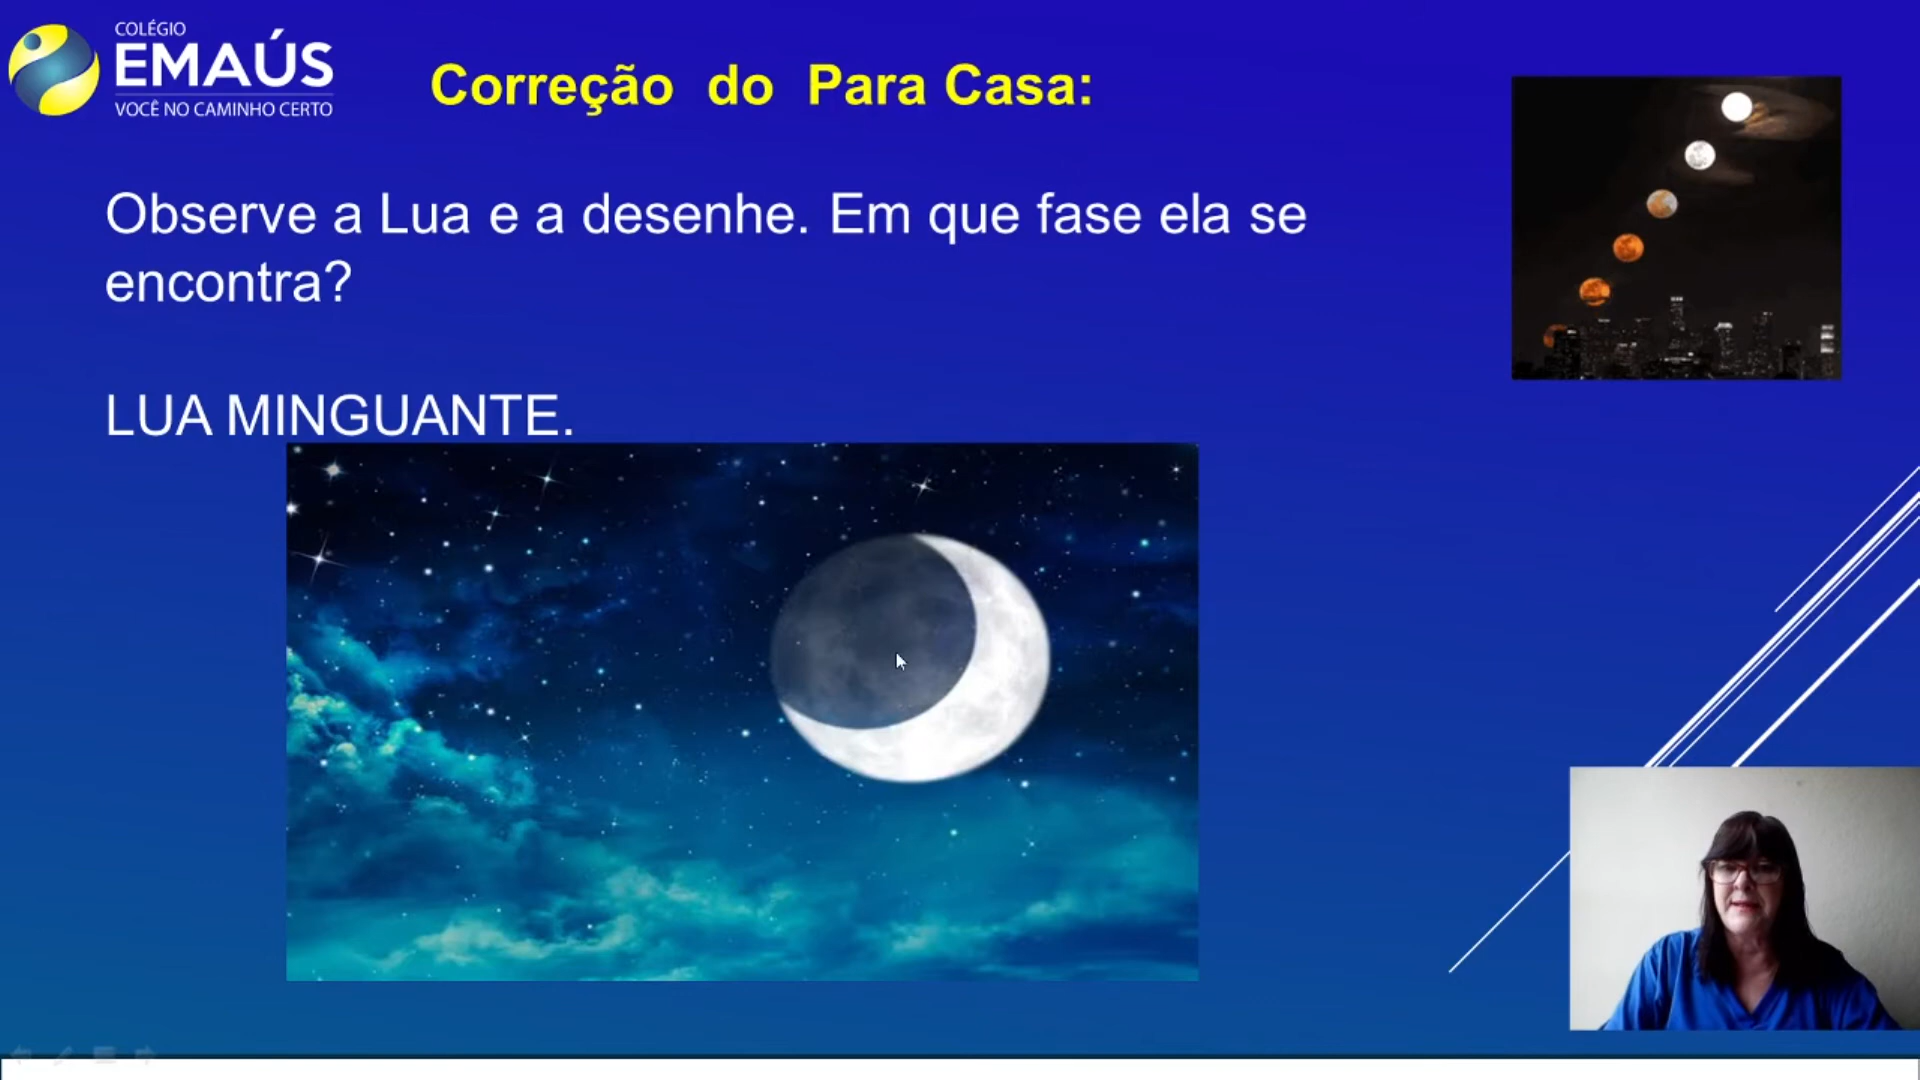 COLÉGIO
EMAÚS
VOCÊ NO CAMINHO CERTO
Correção do Para Casa:
Observe a Lua e a desenhe. Em que fase ela se
encontra?
LUA MINGUANTE.